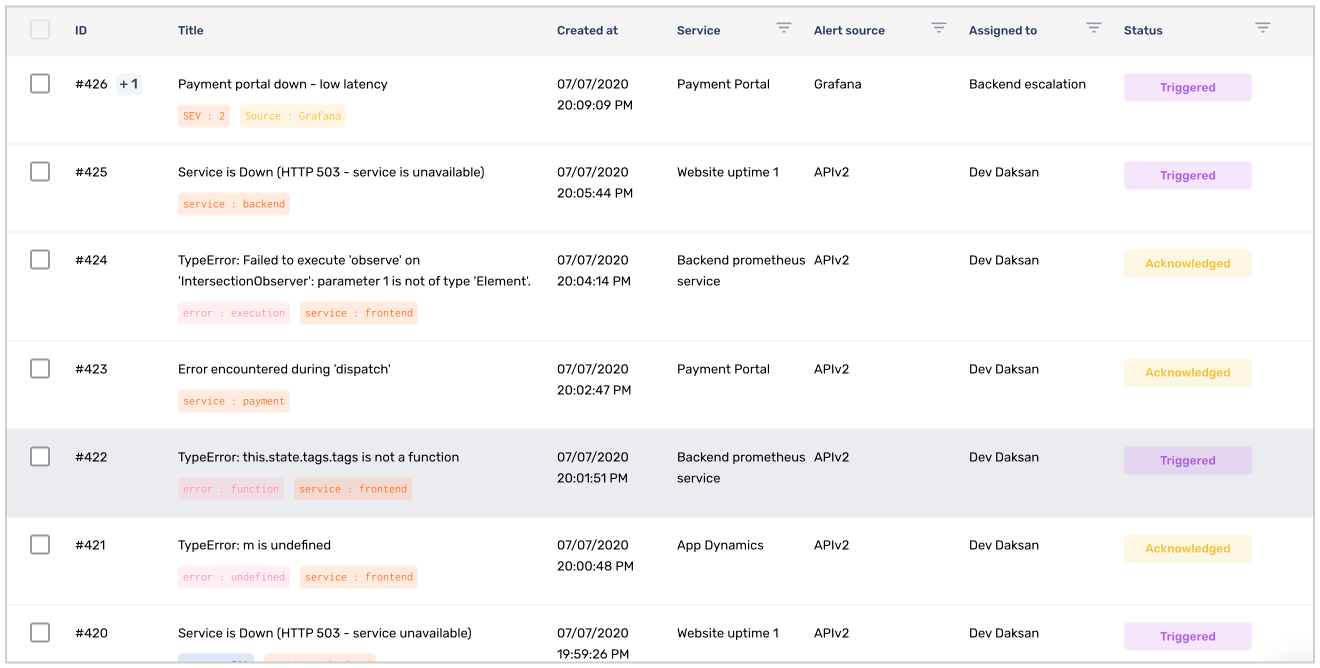 ID Title Created at Service Alert source Assigned to Status
#426 +1 Payment portal down - low latency 07/07/2020 Payment Portal Grafana Backend escalation Triggered
20:09:09 PM
SEV : 2 Source : Grafana
#425 Service is Down (HTTP 503 - service is unavailable) 07/07/2020 Website uptime 1 APIv2 Dev Daksan Triggered
20:05:44 PM
service : backend
#424 TypeError: Failed to execute 'observe' on 07/07/2020 Backend prometheus APIv2 Dev Daksan Acknowledged
'IntersectionObserver': parameter 1 is not of type 'Element'. 20:04:14 PM service
error : execution service : frontend
#423 Error encountered during 'dispatch' 07/07/2020 Payment Portal APIv2 Dev Daksan Acknowledged
20:02:47 PM
service : payment
#422 TypeError: this.state.tags.tags is not a function 07/07/2020 Backend prometheus APIv2 Dev Daksan Triggered
20:01:51 PM service
error : function service : frontend
#421 TypeError: m is undefined 07/07/2020 App Dynamics APIv2 Dev Daksan Acknowledged
20:00:48 PM
error : undefined service : frontend
#420 Service is Down (HTTP 503 - service unavailable) 07/07/2020 Website uptime 1 APIv2 Dev Daksan Triggered
19:59:26 PM